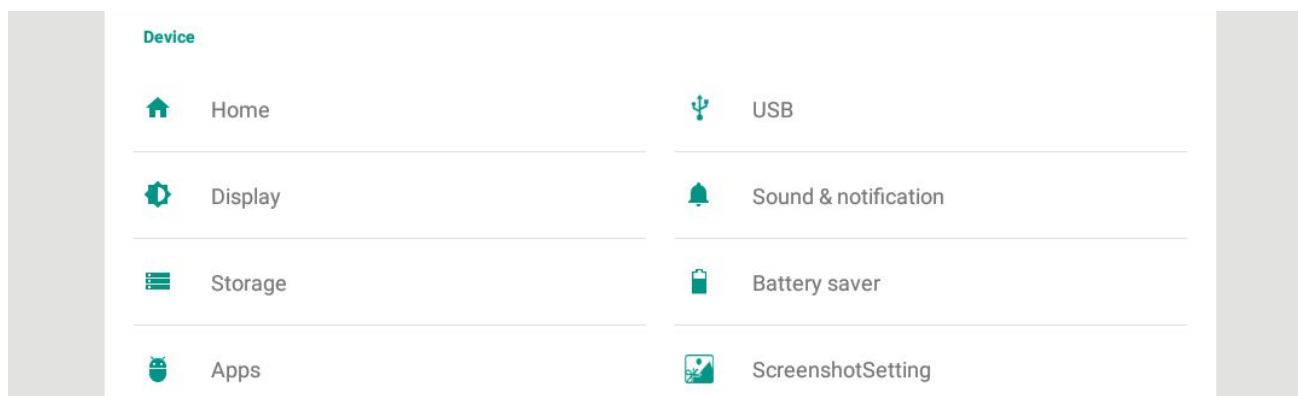 Device
Home
USB
Display
Sound & notification
Storage
Battery saver
Apps
ScreenshotSetting